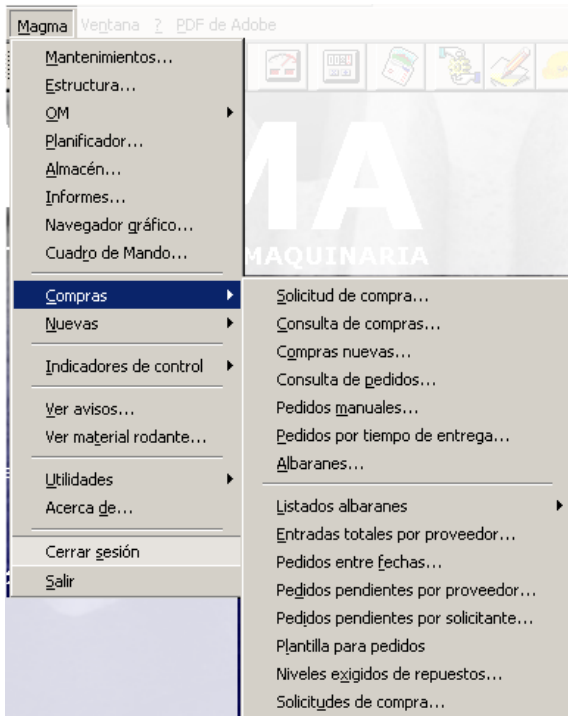 Magma Ventana ? PDF de Adobe
Mantenimientos...
Estructura...
OM
Planificador...
Almacén...
Informes...
Navegador gráfico...
Cuadro de Mando...
Compras
Nuevas
Indicadores de control
Ver avisos...
Ver material rodante...
Utilidades
Acerca de...
Cerrar sesión
Salir
MA
MAQUINARIA
Solicitud de compra...
Consulta de compras...
Compras nuevas...
Consulta de pedidos...
Pedidos manuales...
Pedidos por tiempo de entrega...
Albaranes...
Listados albaranes
Entradas totales por proveedor...
Pedidos entre fechas...
Pedidos pendientes por proveedor...
Pedidos pendientes por solicitante...
Plantilla para pedidos
Niveles exigidos de repuestos...
Solicitudes de compra...